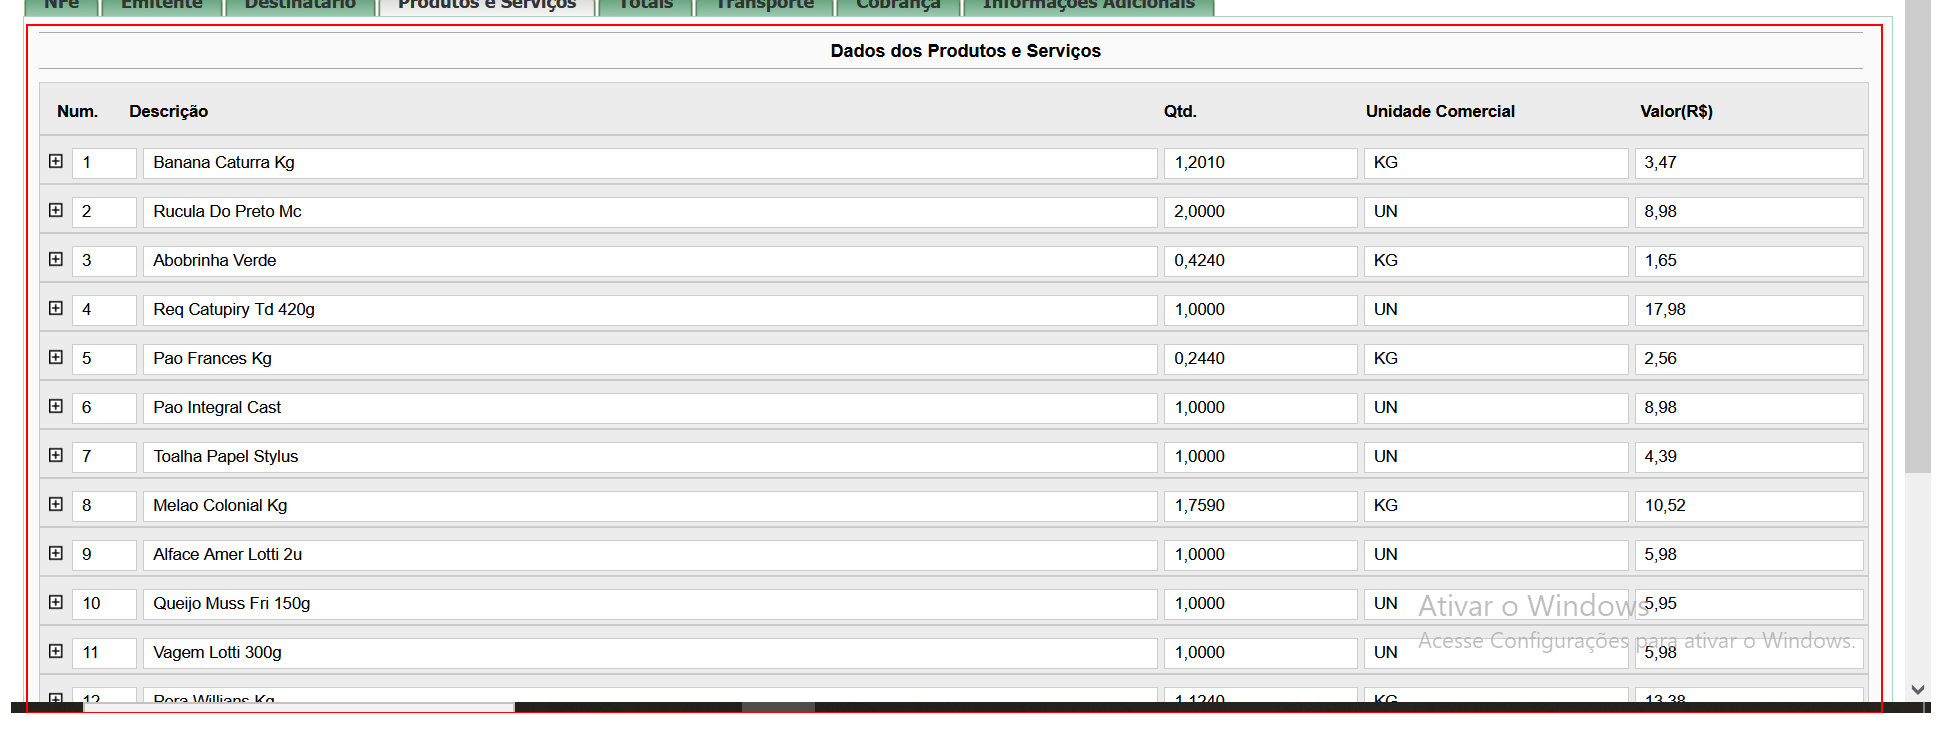 NFe Emitente Destinatário Produtos e Serviços Totais Transporte Cobrança Informações Adicionais
Dados dos Produtos e Serviços
Num. Descrição Qtd. Unidade Comercial Valor(R$)
1 Banana Caturra Kg 1,2010 KG 3,47
2 Rucula Do Preto Mc 2,0000 UN 8,98
3 Abobrinha Verde 0,4240 KG 1,65
4 Req Catupiry Td 420g 1,0000 UN 17,98
5 Pao Frances Kg 0,2440 KG 2,56
6 Pao Integral Cast 1,0000 UN 8,98
7 Toalha Papel Stylus 1,0000 UN 4,39
8 Melao Colonial Kg 1,7590 KG 10,52
9 Alface Amer Lotti 2u 1,0000 UN 5,98
10 Queijo Muss Fri 150g 1,0000 UN 5,95
Ativar o Windows
11 Vagem Lotti 300g 1,0000 UN 5,98
Acesse Configurações para ativar o Windows.
12 Pera Willians Kg 1,1240 KG 13,38